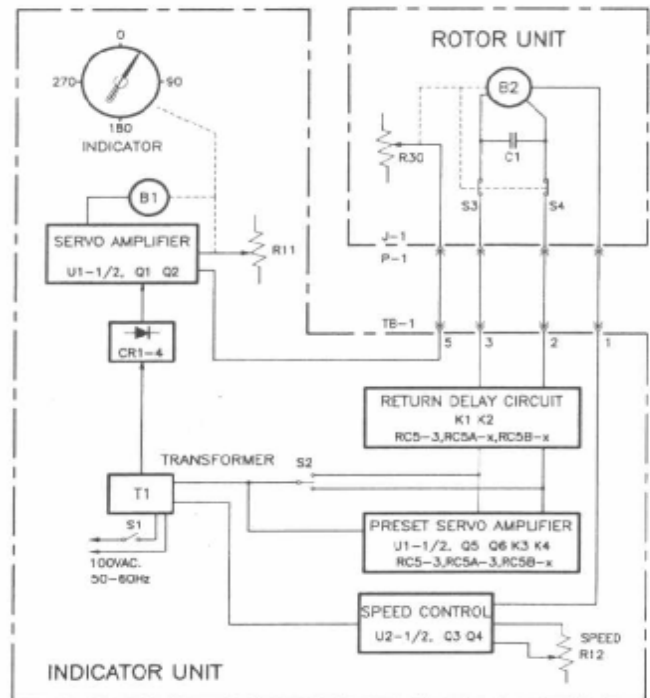 0
270
90
180
INDICATOR
B1
SERVO AMPLIFIER
U1-1/2, Q1 Q2
R11
CR1-4
TRANSFORMER
T1
S1
100VAC.
50-60Hz
S2
ROTOR UNIT
B2
R30
C1
S3
S4
J-1
P-1
TB-1
5
3
2
1
RETURN DELAY CIRCUIT
K1 K2
RC5-3,RC5A-x,RC5B-x
PRESET SERVO AMPLIFIER
U1-1/2, Q5 Q6 K3 K4
RC5-3,RC5A-3,RC5B-x
SPEED CONTROL
U2-1/2, Q3 Q4
SPEED
R12
INDICATOR UNIT